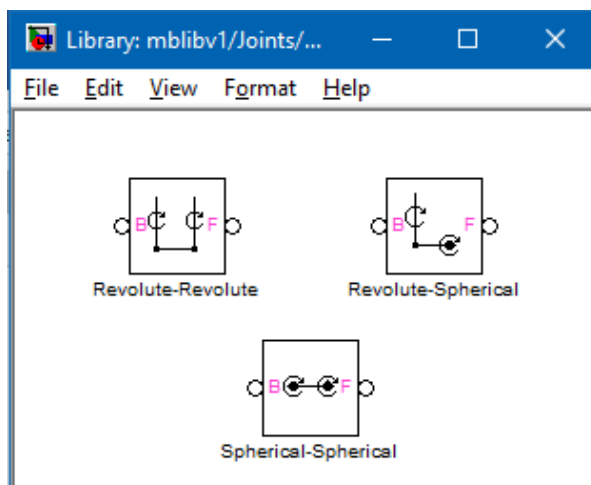 Library: mblibv1/Joints/...
File Edit View Format Help
B F
B F
Revolute-Revolute
Revolute-Spherical
B F
Spherical-Spherical